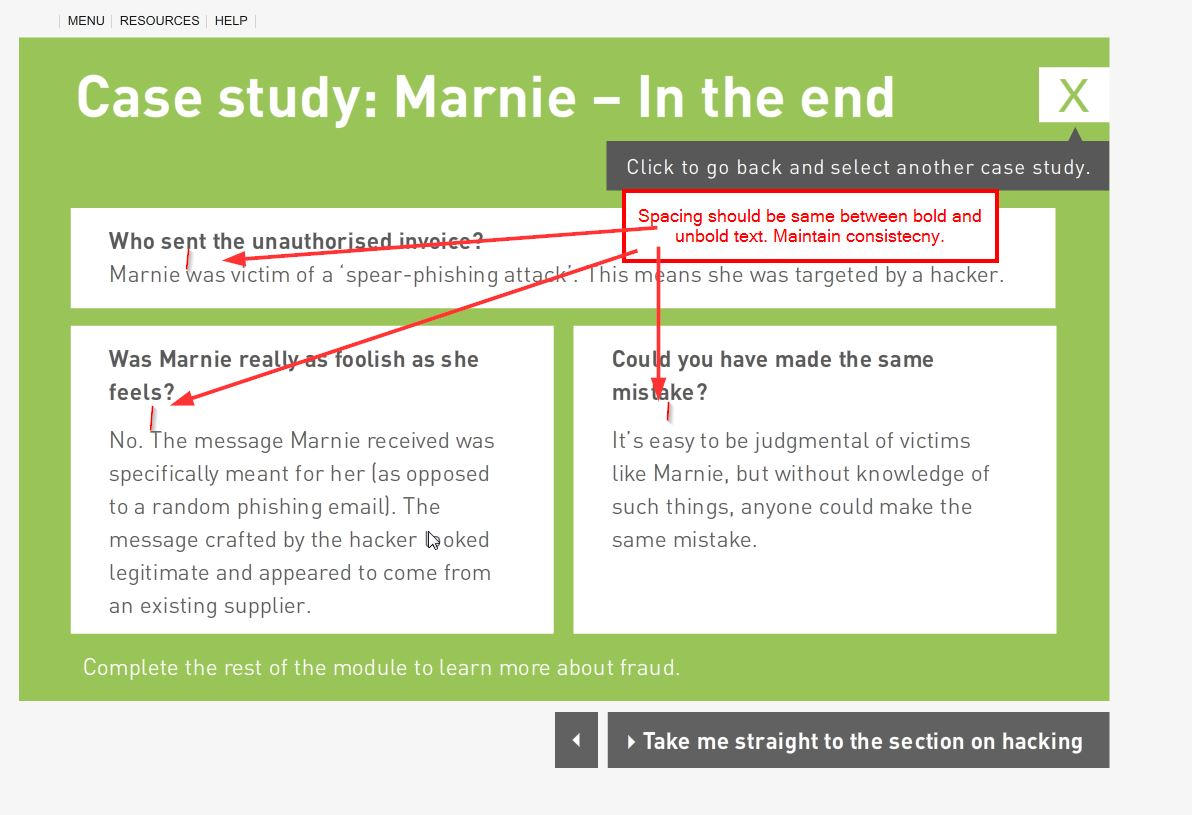 MENU RESOURCES HELP
Case study: Marnie – In the end
X
Click to go back and select another case study.
Spacing should be same between bold and
unbold text. Maintain consistecny.
Who sent the unauthorised invoice?
Marnie was victim of a ‘spear-phishing attack’. This means she was targeted by a hacker.
Was Marnie really as foolish as she
feels?
No. The message Marnie received was
specifically meant for her (as opposed
to a random phishing email). The
message crafted by the hacker looked
legitimate and appeared to come from
an existing supplier.
Could you have made the same
mistake?
It’s easy to be judgmental of victims
like Marnie, but without knowledge of
such things, anyone could make the
same mistake.
Complete the rest of the module to learn more about fraud.
Take me straight to the section on hacking